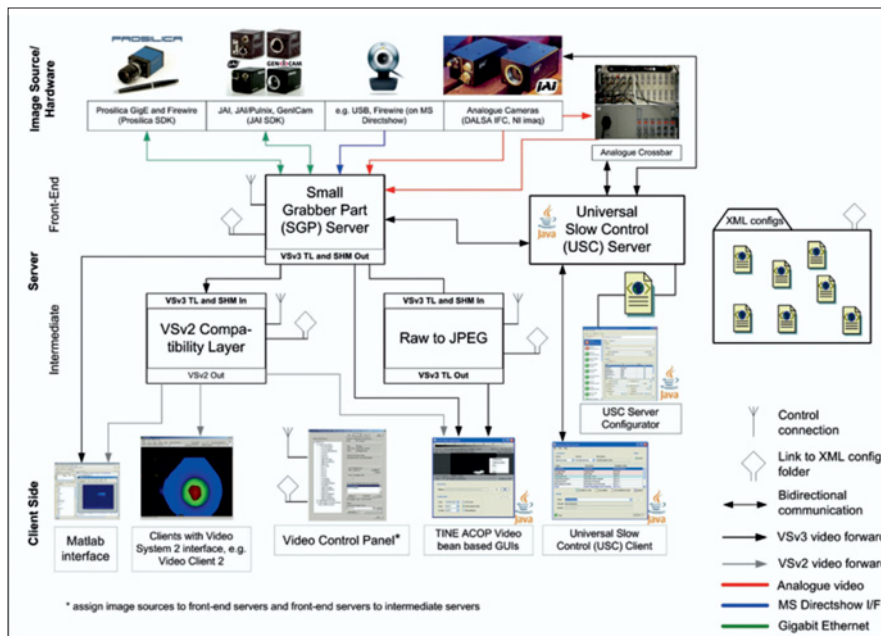 Image Source/
Hardware
PROSILICA
JAI
GEN<i>CAM
JAI
Prosilica GigE and Firewire
(Prosilica SDK)
JAI, JAI/Pulnix, GenICam
(JAI SDK)
e.g. USB, Firewire (on MS
Directshow)
Analogue Cameras
(DALSA IFC, NI imaq)
Analogue Crossbar
Front-End
Server
Intermediate
Small
Grabber Part
(SGP) Server
VSv3 TL and SHM Out
Java
Universal
Slow Control
(USC) Server
XML configs
VSv3 TL and SHM In
VSv2 Compa-
tibility Layer
VSv2 Out
VSv3 TL and SHM In
Raw to JPEG
VSv3 TL Out
Java
USC Server
Configurator
Client Side
Matlab
interface
Clients with Video
System 2 interface, e.g.
Video Client 2
Video Control Panel*
Java
TINE ACOP Video
bean based GUIs
Java
Universal Slow
Control (USC) Client
Control
connection
Link to XML config
folder
Bidirectional
communication
VSv3 video forward
VSv2 video forward
Analogue video
MS Directshow I/F
Gigabit Ethernet
* assign image sources to front-end servers and front-end servers to intermediate servers